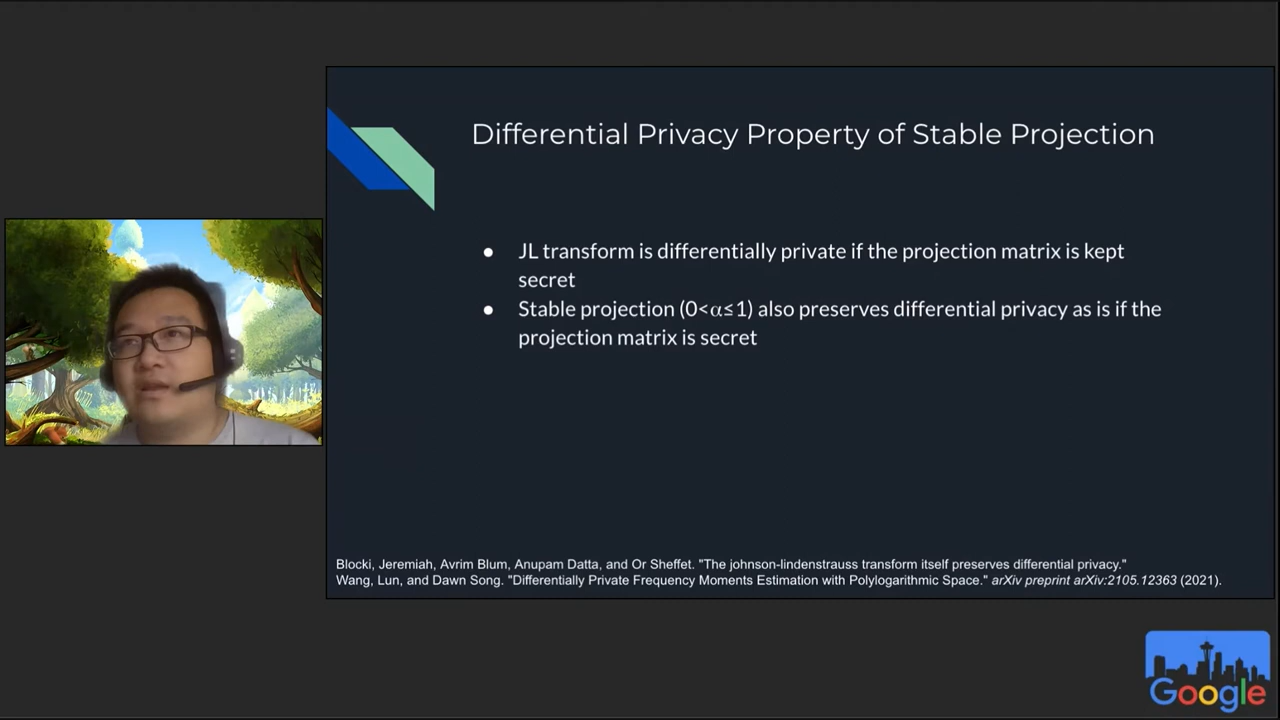 Differential Privacy Property of Stable Projection
● JL transform is differentially private if the projection matrix is kept
secret
● Stable projection (0<α≤1) also preserves differential privacy as is if the
projection matrix is secret
Blocki, Jeremiah, Avrim Blum, Anupam Datta, and Or Sheffet. "The johnson-lindenstrauss transform itself preserves differential privacy."
Wang, Lun, and Dawn Song. "Differentially Private Frequency Moments Estimation with Polylogarithmic Space." arXiv preprint arXiv:2105.12363 (2021).
Google